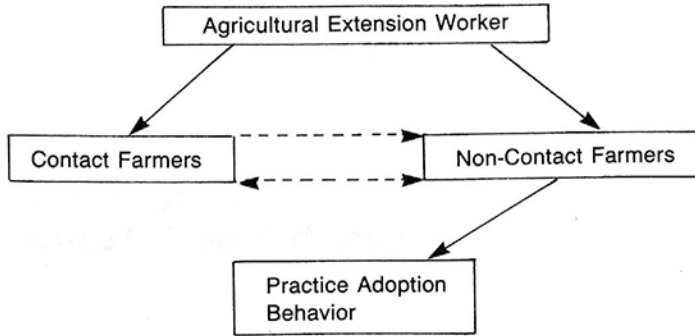 Agricultural Extension Worker
Contact Farmers
Non-Contact Farmers
Practice Adoption
Behavior